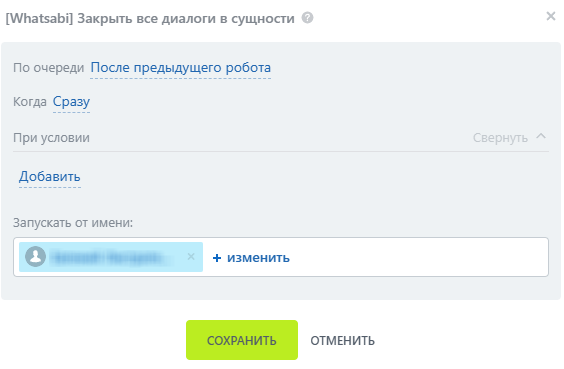 [Whatsabi] Закрыть все диалоги в сущности
По очереди После предыдущего робота
Когда Сразу
При условии Свернуть
Добавить
Запускать от имени:
+ изменить
СОХРАНИТЬ ОТМЕНИТЬ